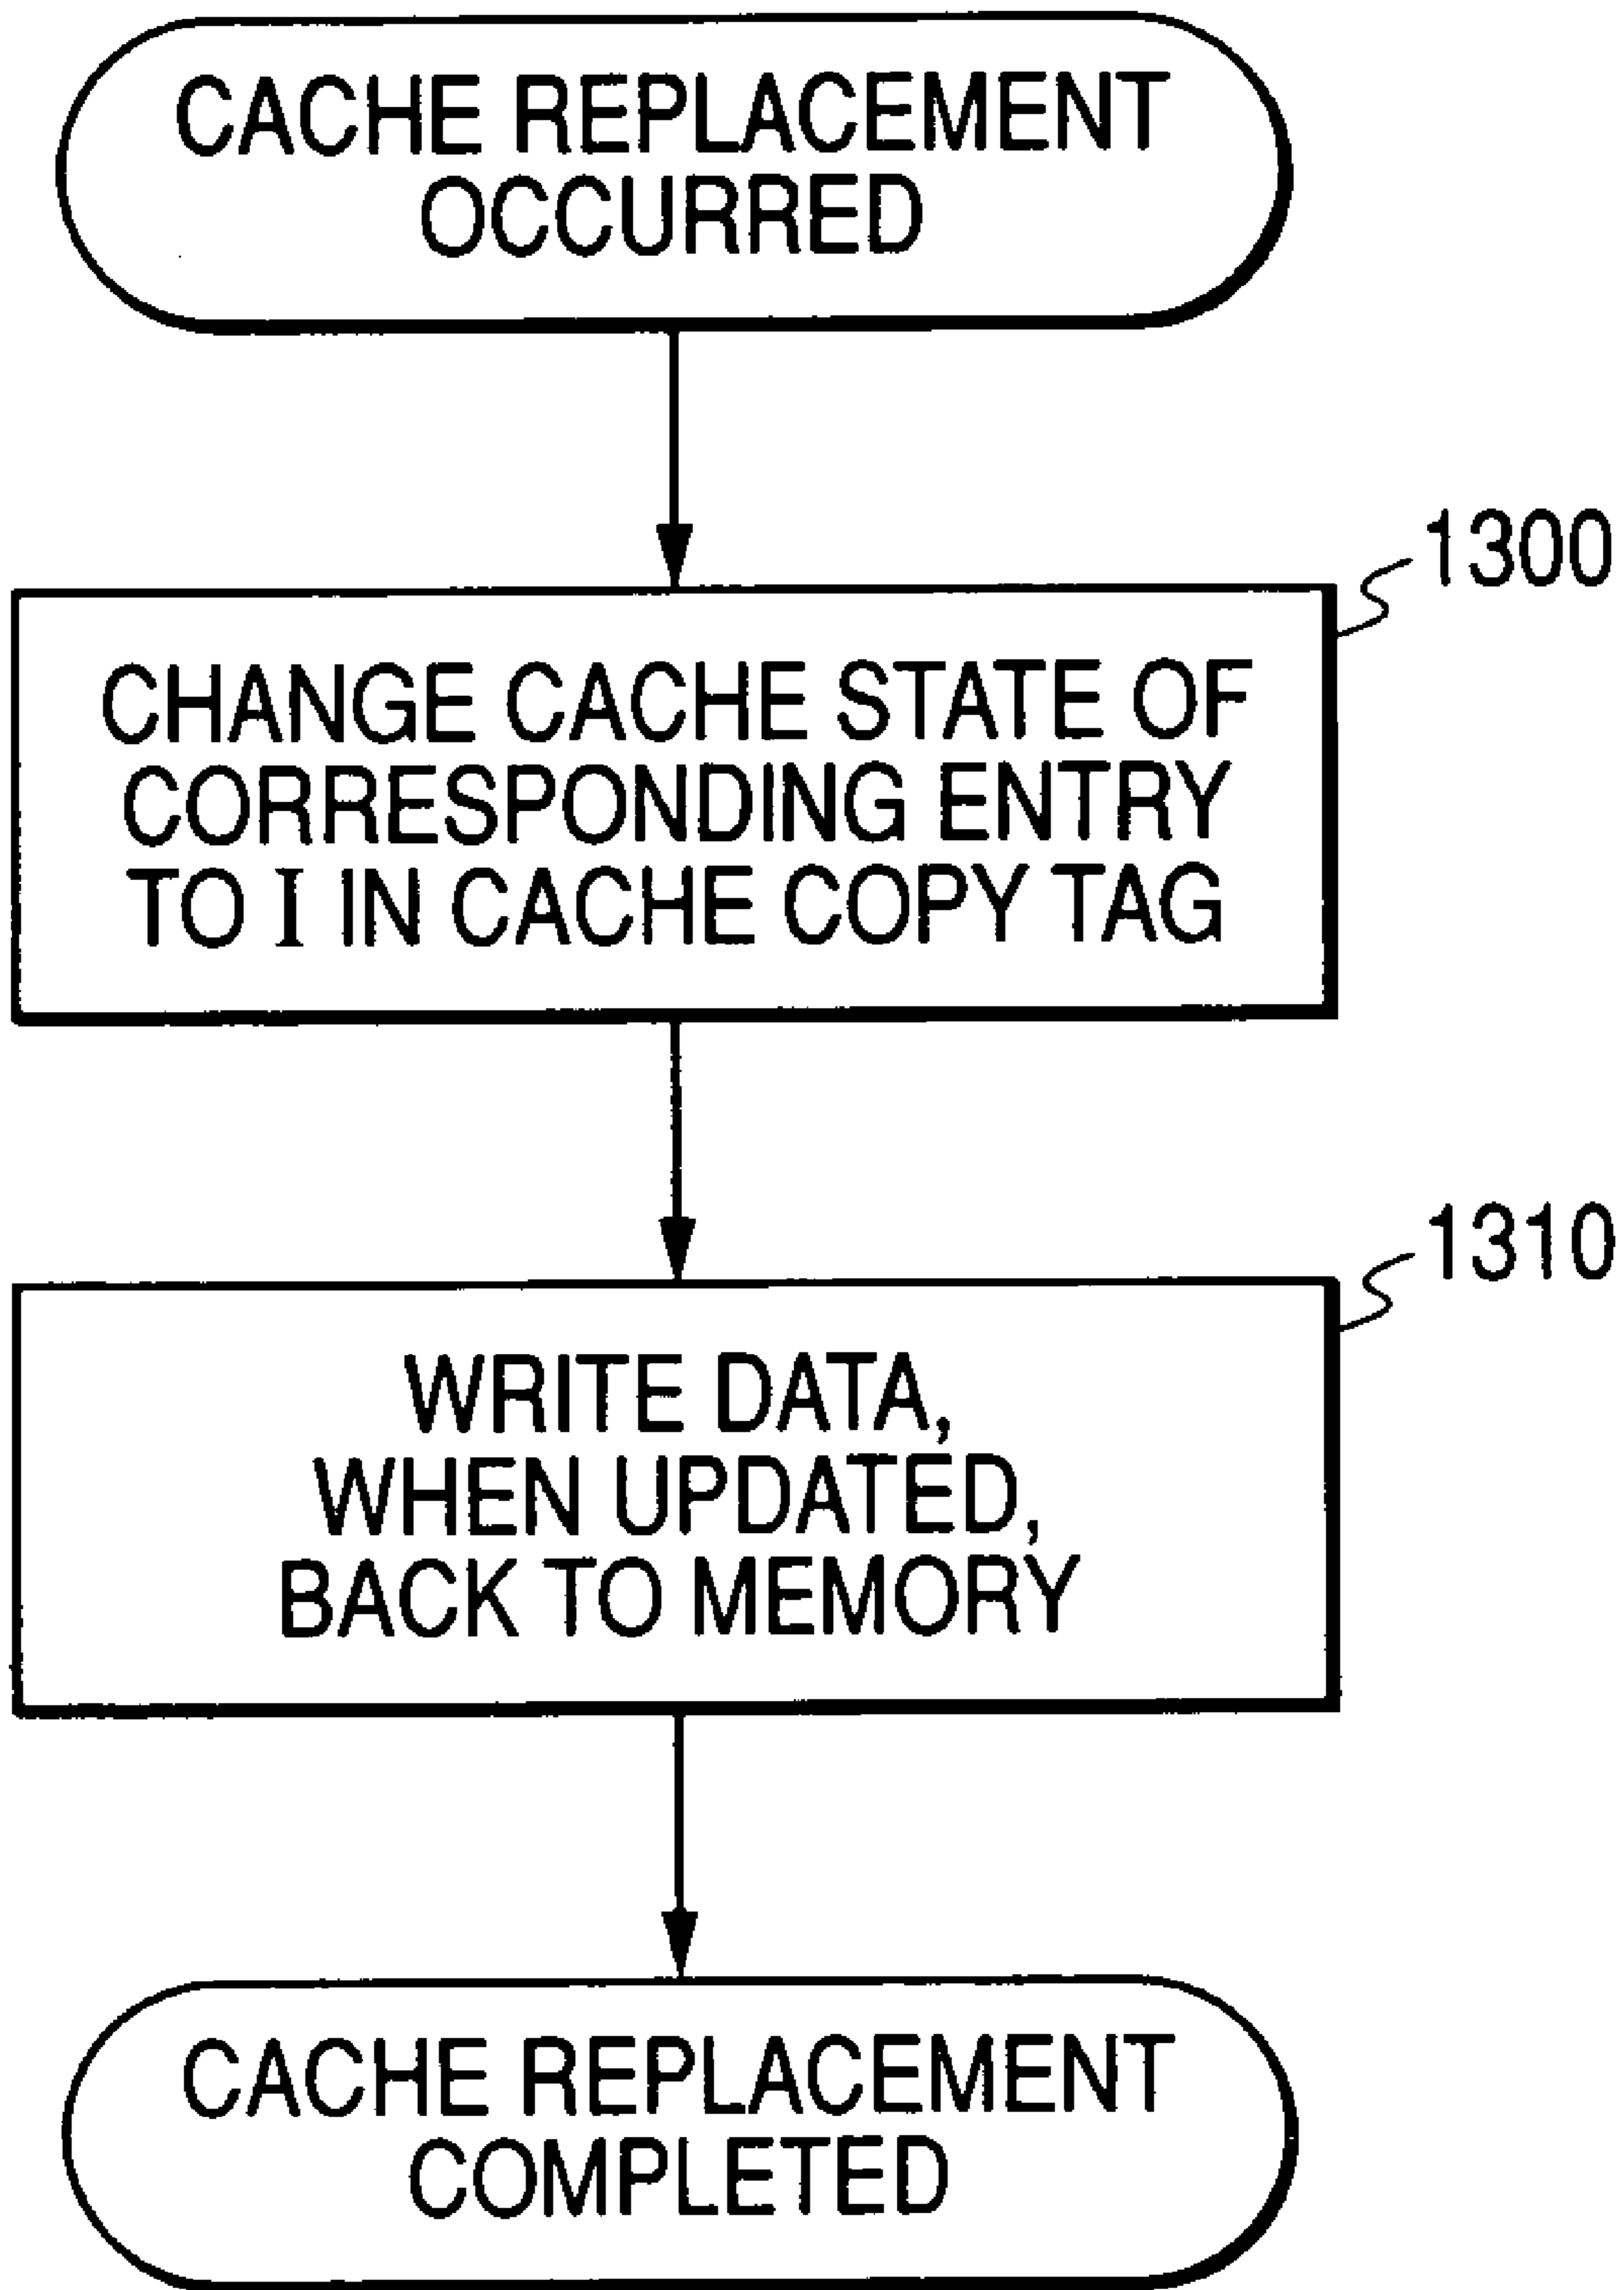 CACHE REPLACEMENT
OCCURRED
1300
CHANGE CACHE STATE OF
CORRESPONDING ENTRY
TO I IN CACHE COPY TAG
1310
WRITE DATA,
WHEN UPDATED,
BACK TO MEMORY
CACHE REPLACEMENT
COMPLETED